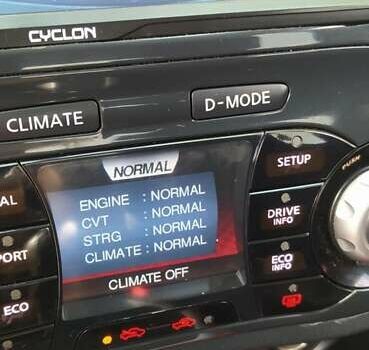 CYCLON
CLIMATE
D-MODE
NORMAL
SETUP
ENGINE : NORMAL
CVT : NORMAL
STRG : NORMAL
CLIMATE : NORMAL
CLIMATE OFF
DRIVE
INFO
ECO
INFO
ECO
PUSH